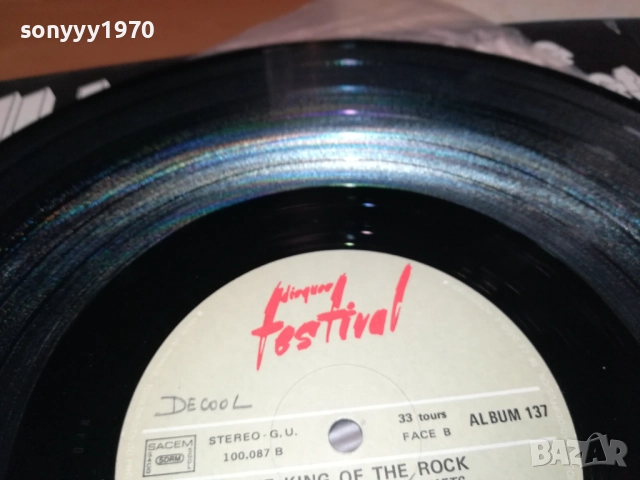 sonyyy1970
disques
festival
DECOOL
33 tours
ALBUM 137
STEREO - G.U.
FACE B
SACEM
SDRM
100.087 B
KING OF THE ROCK
BAZAR